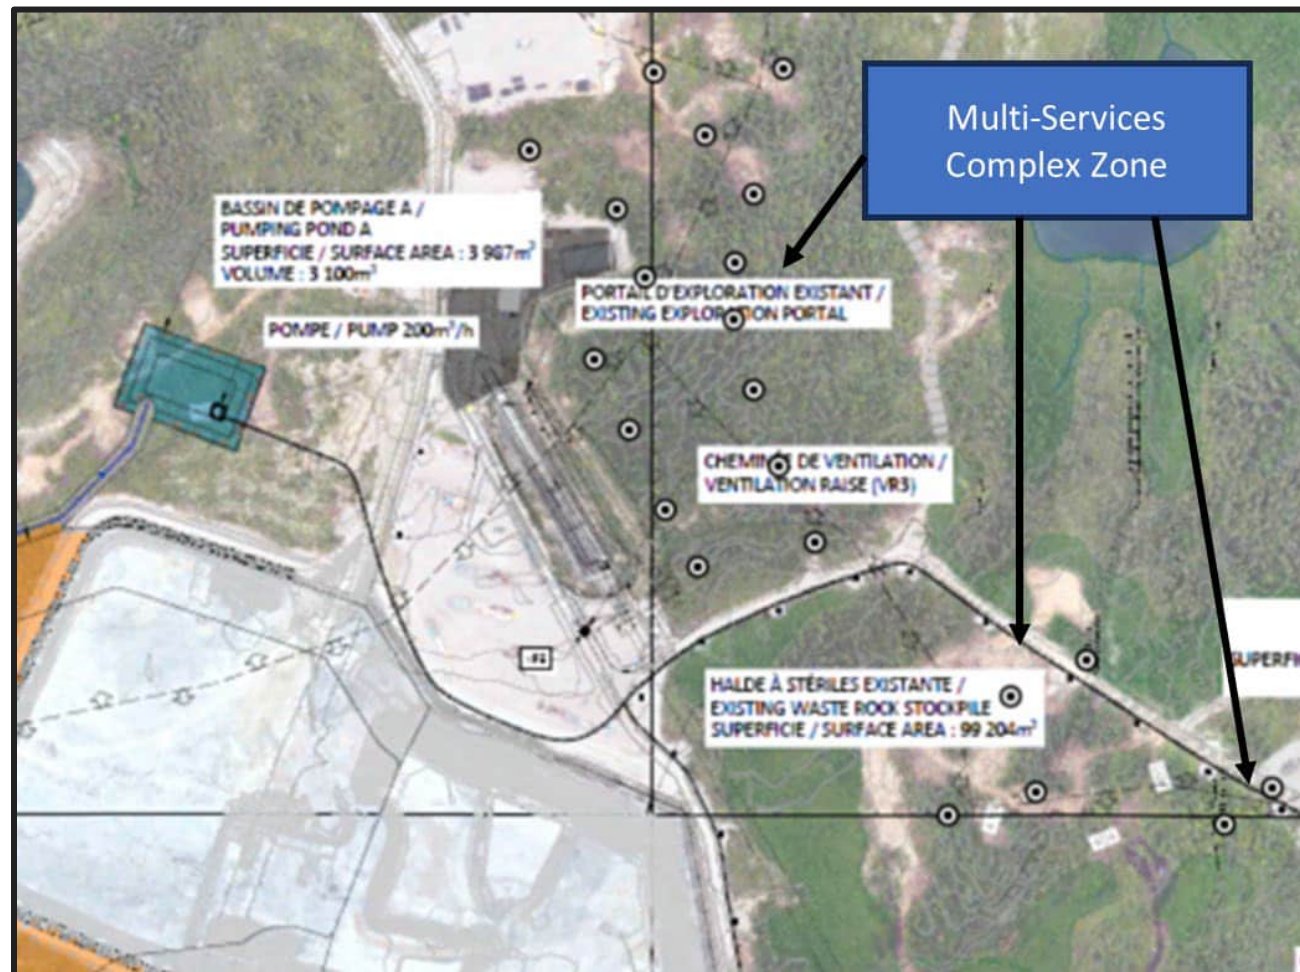 Multi-Services
Complex Zone
BASSIN DE POMPAGE A /
PUMPING POND A
SUPERFICIE / SURFACE AREA : 3 987m²
VOLUME : 3 100m³
PORTAIL D'EXPLORATION EXISTANT /
EXISTING EXPLORATION PORTAL
POMPE / PUMP 200m³/h
CHEMINÉE DE VENTILATION /
VENTILATION RAISE (VR3)
SUPERFI
HALDE À STÉRILES EXISTANTE /
EXISTING WASTE ROCK STOCKPILE
SUPERFICIE / SURFACE AREA : 99 204m²